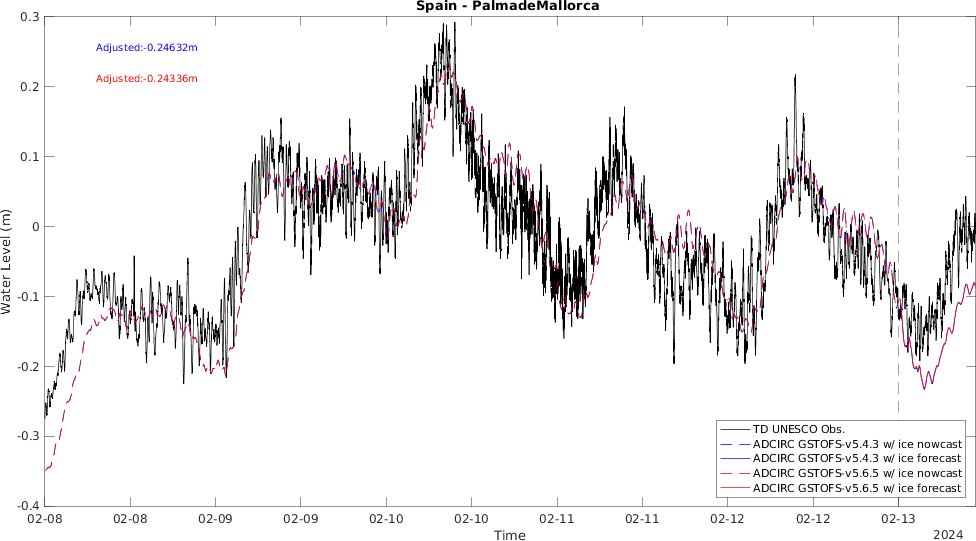 Spain - PalmadeMallorca
0.3
0.2
0.1
0
-0.1
-0.2
-0.3
-0.4
Water Level (m)
Adjusted:-0.24632m
Adjusted:-0.24336m
TD UNESCO Obs.
ADCIRC GSTOFS-v5.4.3 w/ ice nowcast
ADCIRC GSTOFS-v5.4.3 w/ ice forecast
ADCIRC GSTOFS-v5.6.5 w/ ice nowcast
ADCIRC GSTOFS-v5.6.5 w/ ice forecast
02-08 02-08 02-09 02-09 02-10 02-10 02-11 02-11 02-12 02-12 02-13
Time
2024